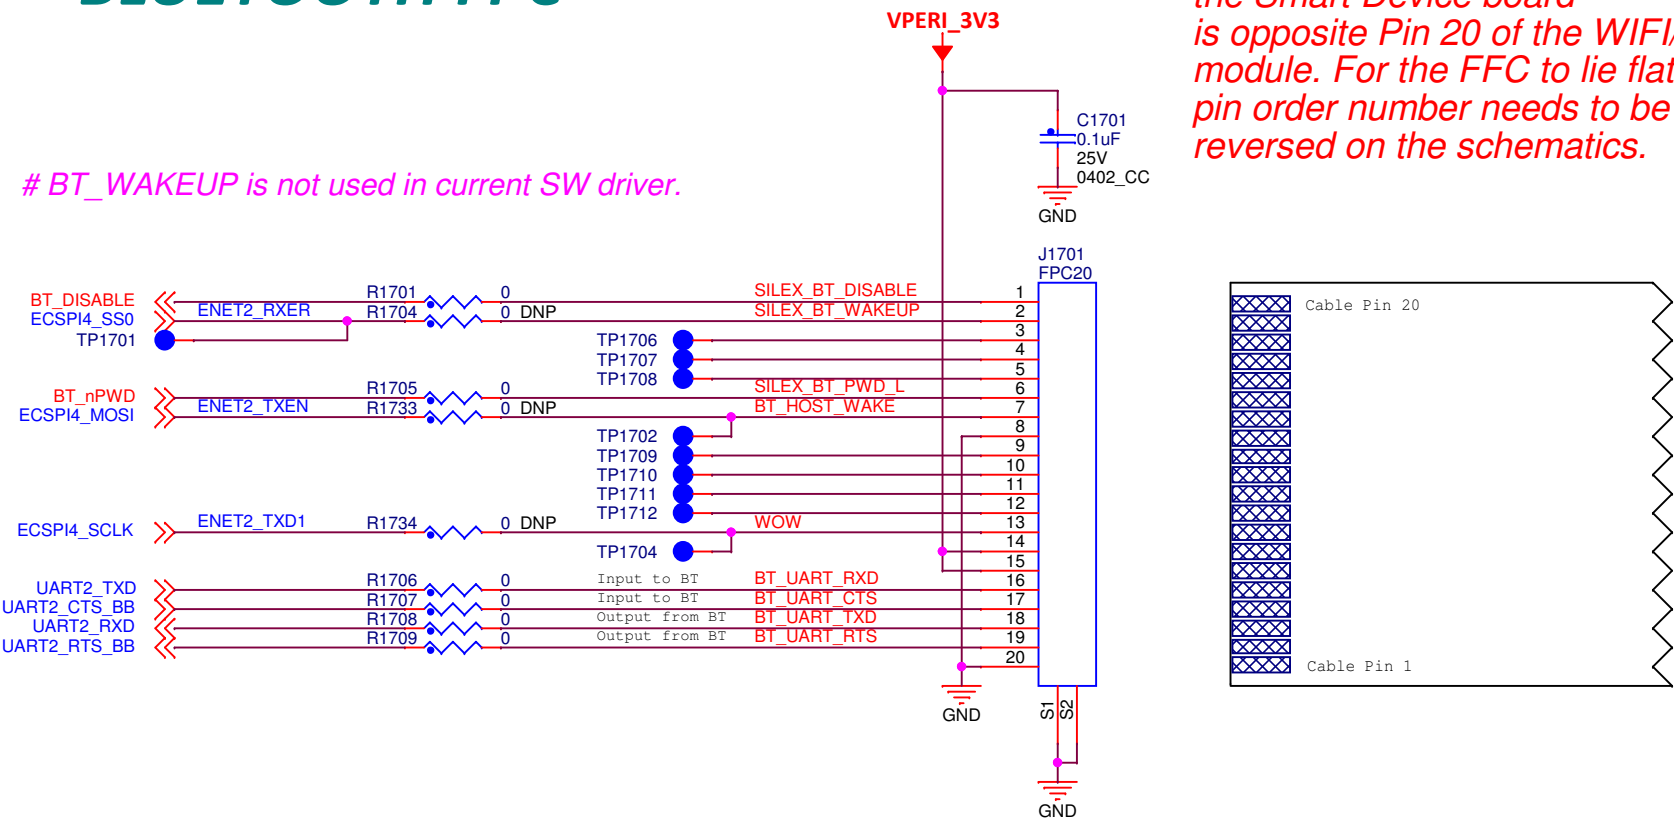 VPERI_3V3
is opposite Pin 20 of the WIFI/
module. For the FFC to lie flat
pin order number needs to be
reversed on the schematics.
C1701
0.1uF
25V
0402_CC
GND
# BT_WAKEUP is not used in current SW driver.
J1701
FPC20
BT_DISABLE R1701 0 SILEX_BT_DISABLE 1
ECSPI4_SS0 ENET2_RXER R1704 0 DNP SILEX_BT_WAKEUP 2
TP1701 TP1706 3
TP1707 4
TP1708 5
BT_nPWD R1705 0 SILEX_BT_PWD_L 6
ECSPI4_MOSI ENET2_TXEN R1733 0 DNP BT_HOST_WAKE 7
TP1702 8
TP1709 9
TP1710 10
TP1711 11
TP1712 12
ECSPI4_SCLK ENET2_TXD1 R1734 0 DNP WOW 13
TP1704 14
15
UART2_TXD R1706 0 Input to BT BT_UART_RXD 16
UART2_CTS_BB R1707 0 Input to BT BT_UART_CTS 17
UART2_RXD R1708 0 Output from BT BT_UART_TXD 18
UART2_RTS_BB R1709 0 Output from BT BT_UART_RTS 19
20
GND
S1
S2
GND
Cable Pin 20
Cable Pin 1